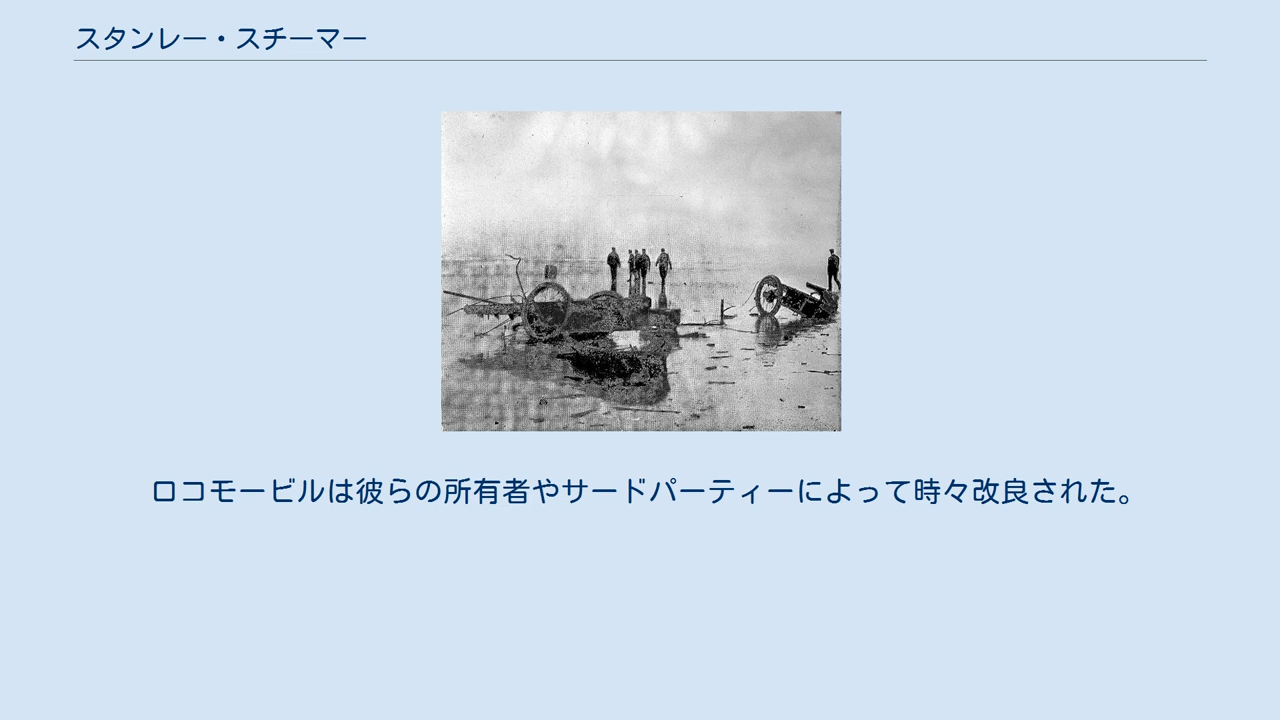 スタンレー・スチーマー
ロコモービルは彼らの所有者やサードパーティーによって時々改良された。